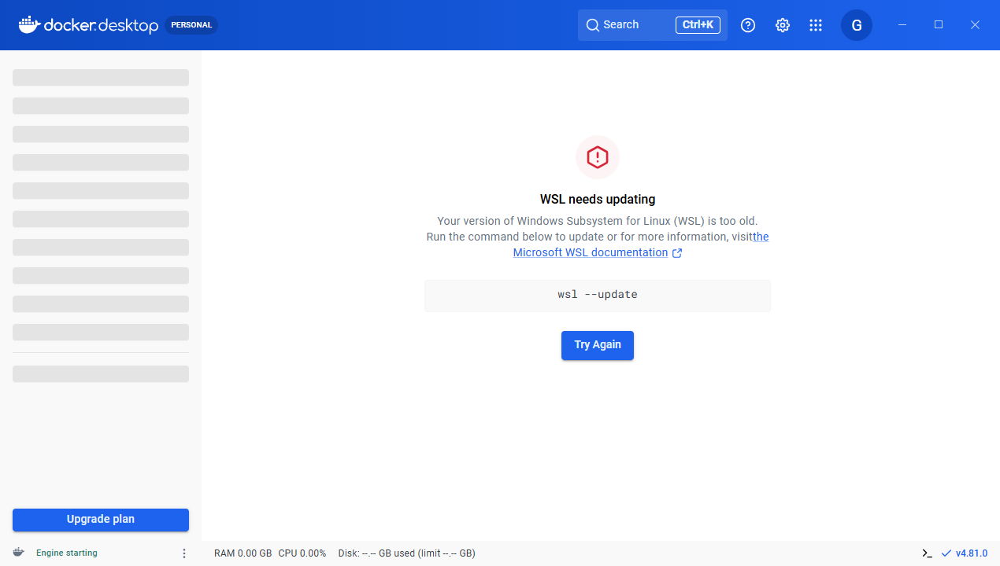 docker.desktop PERSONAL Search Ctrl+K G
WSL needs updating
Your version of Windows Subsystem for Linux (WSL) is too old.
Run the command below to update or for more information, visitthe
Microsoft WSL documentation
wsl --update
Try Again
Upgrade plan
Engine starting RAM 0.00 GB CPU 0.00% Disk: --.-- GB used (limit --.-- GB) v4.81.0